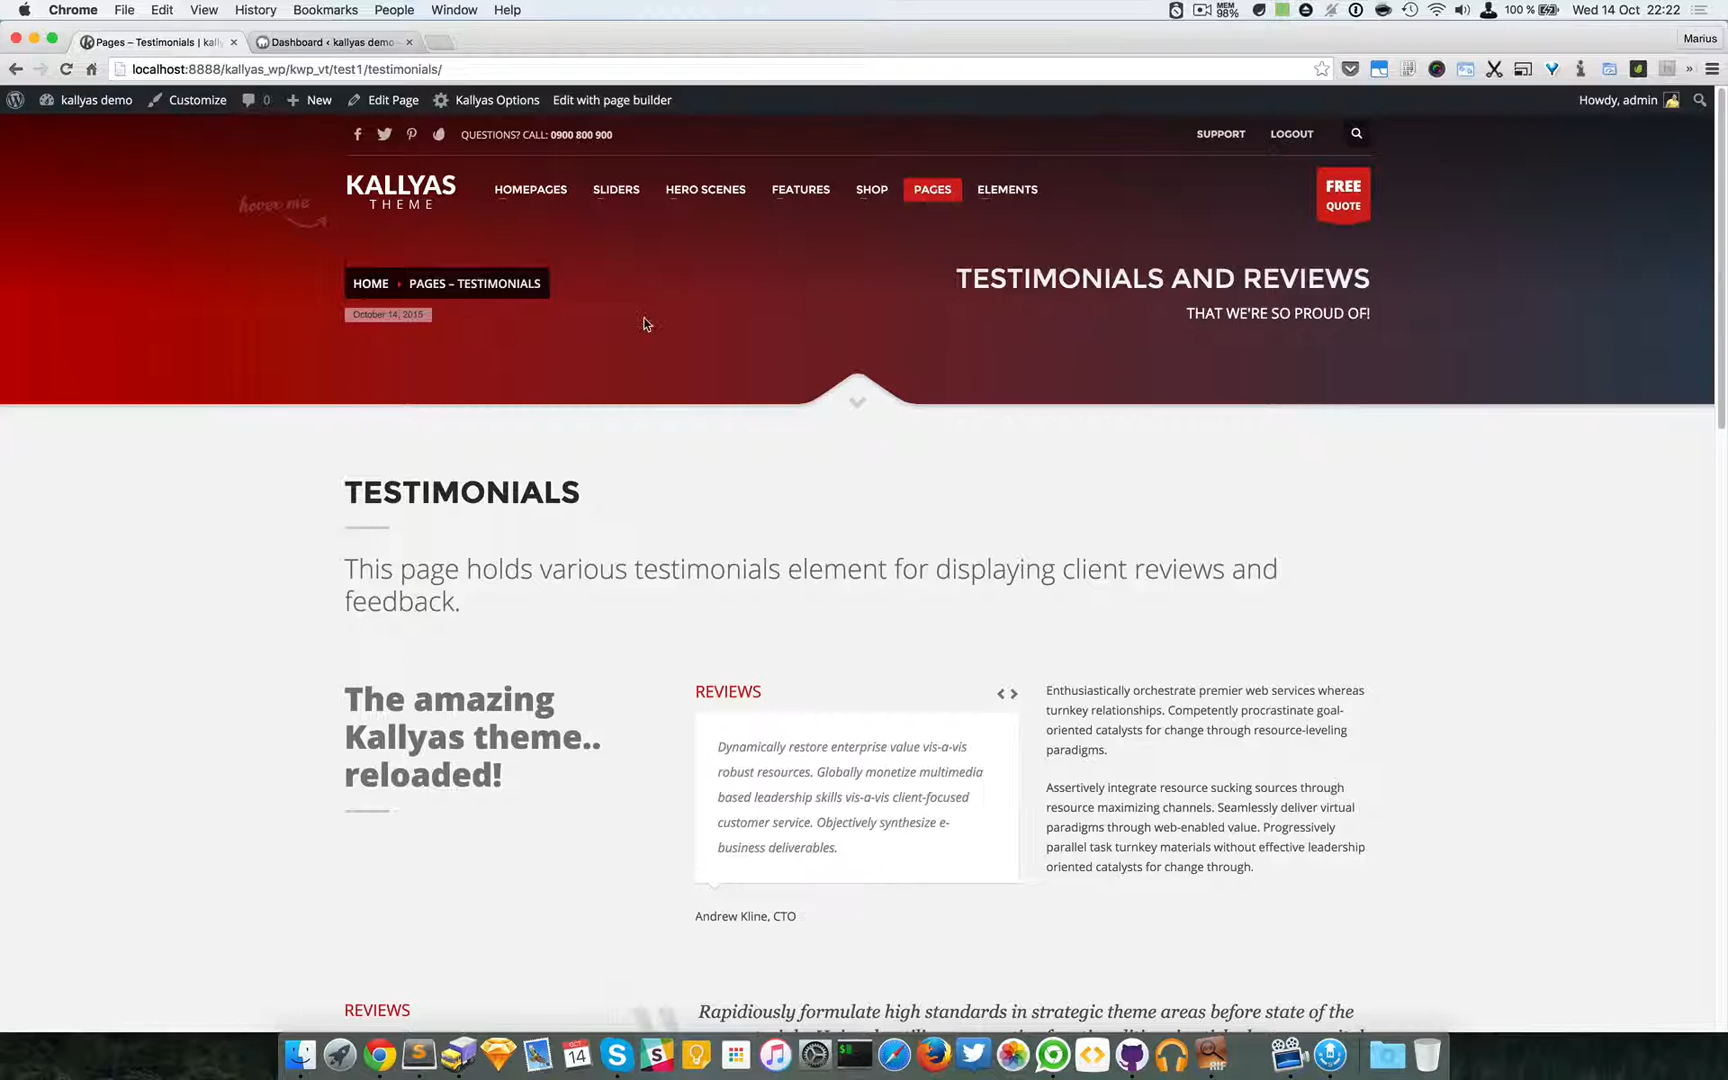 Chrome File Edit View History Bookmarks People Window Help
MEM 98% 100 % Wed 14 Oct 22:22
Pages – Testimonials | kall
Dashboard ‹ kallyas demo
Marius
localhost:8888/kallyas_wp/kwp_vt/test1/testimonials/
kallyas demo Customize 0 New Edit Page Kallyas Options Edit with page builder Howdy, admin
QUESTIONS? CALL: 0900 800 900 SUPPORT LOGOUT
KALLYAS
THEME
HOMEPAGES SLIDERS HERO SCENES FEATURES SHOP PAGES ELEMENTS
FREE
QUOTE
hover me
HOME PAGES – TESTIMONIALS
October 14, 2015
TESTIMONIALS AND REVIEWS
THAT WE'RE SO PROUD OF!
TESTIMONIALS
This page holds various testimonials element for displaying client reviews and
feedback.
The amazing
Kallyas theme..
reloaded!
REVIEWS
Dynamically restore enterprise value vis-a-vis
robust resources. Globally monetize multimedia
based leadership skills vis-a-vis client-focused
customer service. Objectively synthesize e-
business deliverables.
Andrew Kline, CTO
Enthusiastically orchestrate premier web services whereas
turnkey relationships. Competently procrastinate goal-
oriented catalysts for change through resource-leveling
paradigms.
Assertively integrate resource sucking sources through
resource maximizing channels. Seamlessly deliver virtual
paradigms through web-enabled value. Progressively
parallel task turnkey materials without effective leadership
oriented catalysts for change through.
REVIEWS
Rapidiously formulate high standards in strategic theme areas before state of the
OCT
14
RIF